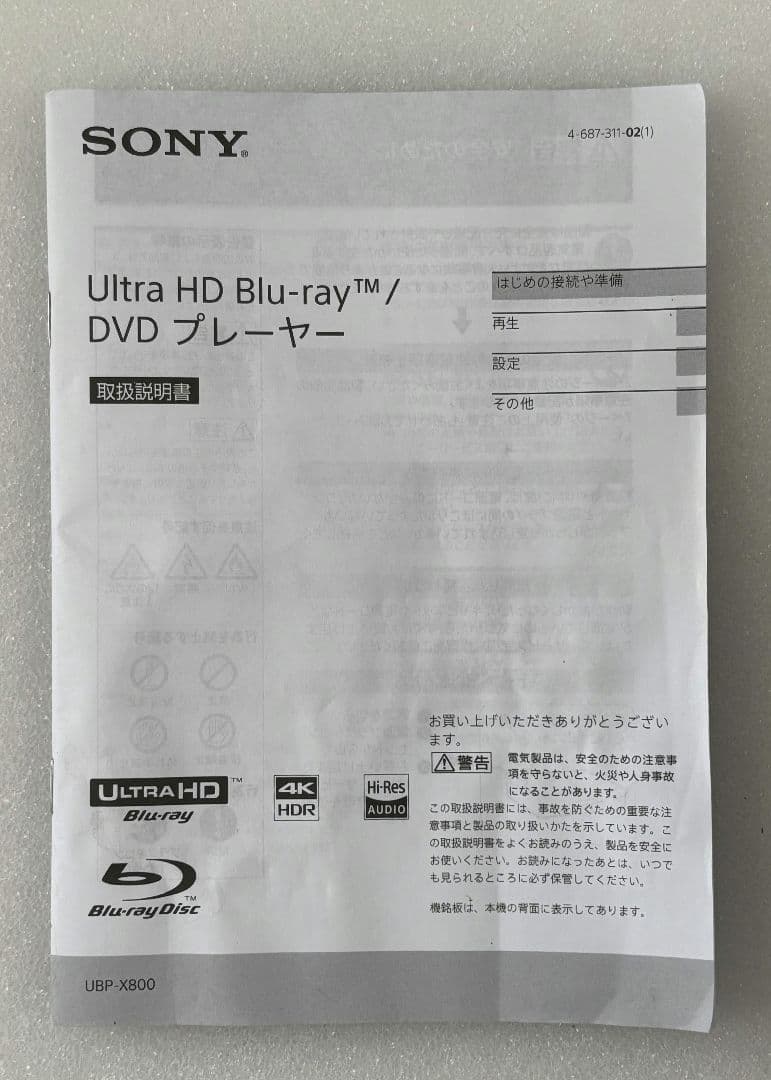 SONY®
4-687-311-02(1)
Ultra HD Blu-ray™/
DVD プレーヤー
取扱説明書
はじめの接続や準備
再生
設定
その他
お買い上げいただきありがとうござい
ます。
警告
電気製品は、安全のための注意事
項を守らないと、火災や人身事故
になることがあります。
この取扱説明書には、事故を防ぐための重要な注
意事項と製品の取り扱いかたを示しています。こ
の取扱説明書をよくお読みのうえ、製品を安全に
お使いください。お読みになったあとは、いつで
も見られるところに必ず保管してください。
機銘板は、本機の背面に表示してあります。
ULTRA HD™
Blu-ray
4K
HDR
Hi-Res
AUDIO
Blu-ray Disc™
UBP-X800